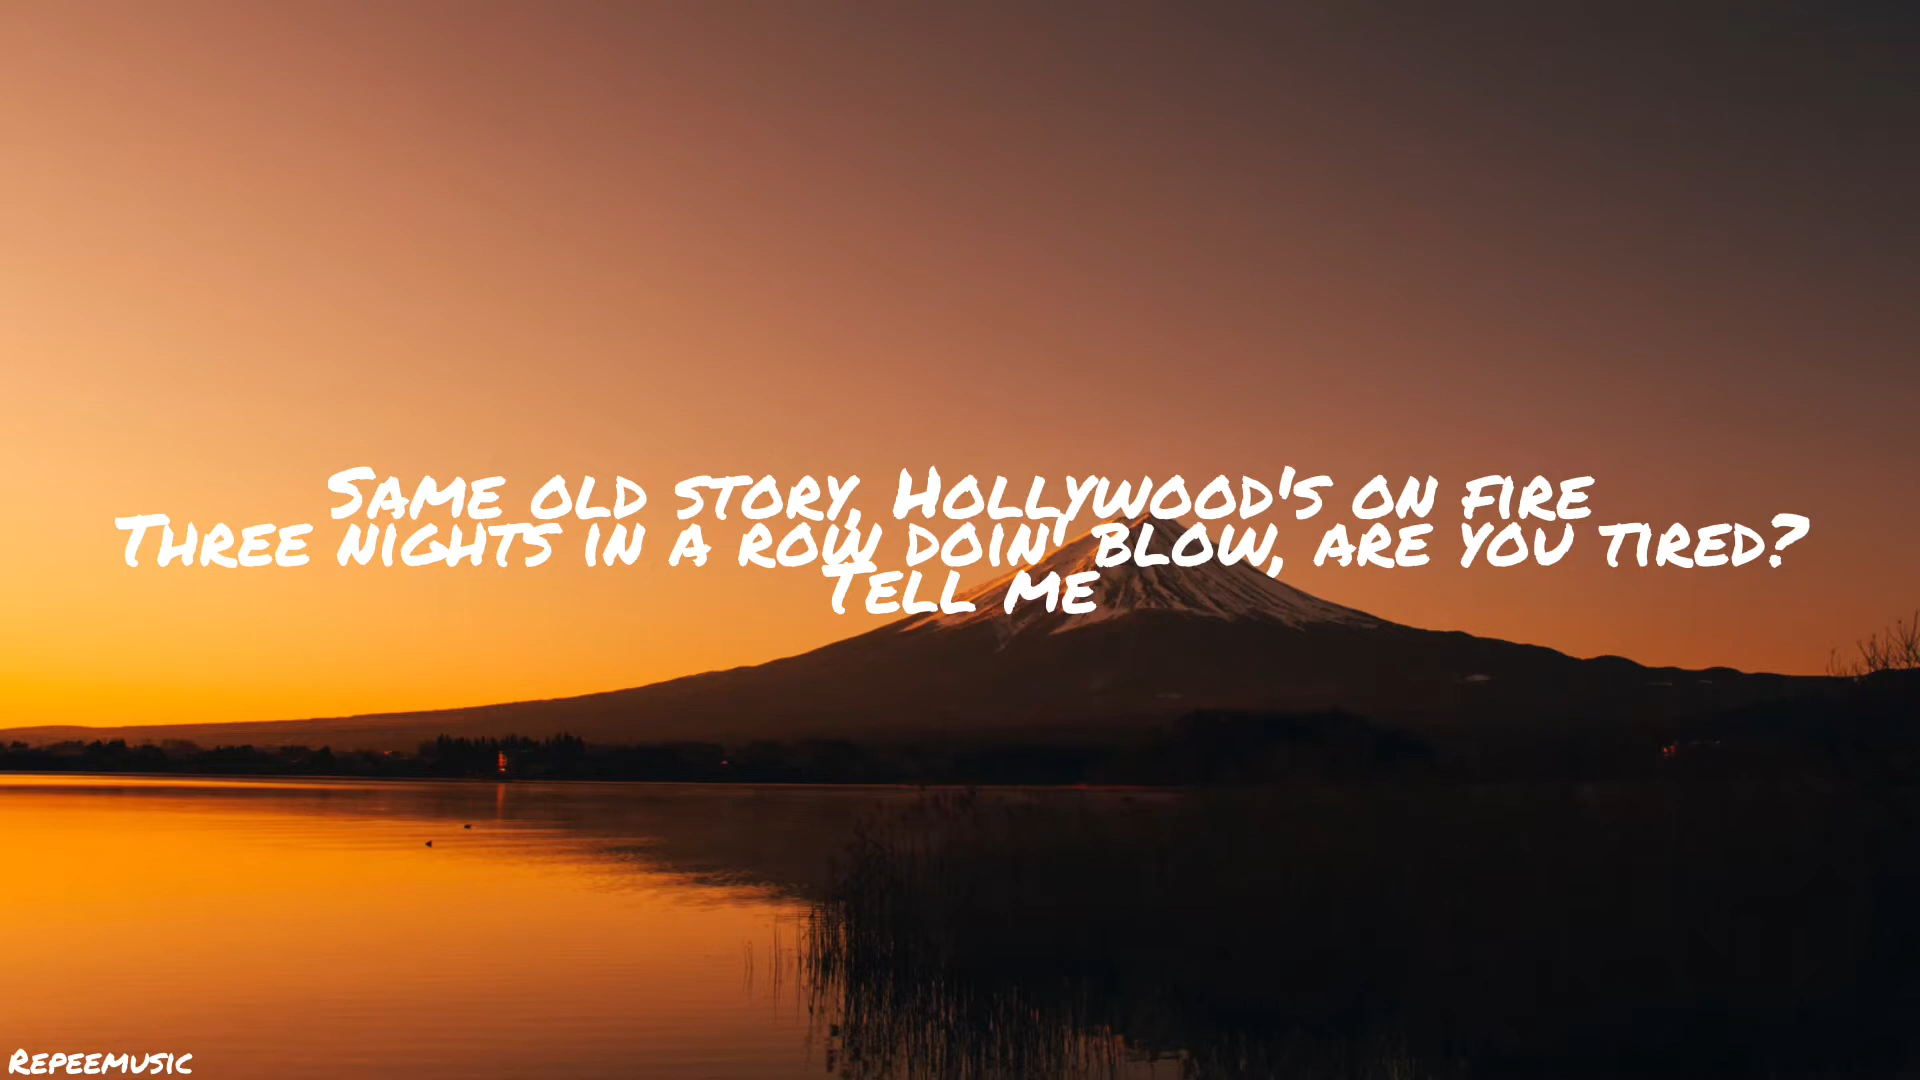 Same old story, Hollywood's on fire
Three nights in a row doin' blow, are you tired?
Tell me
Repeemusic